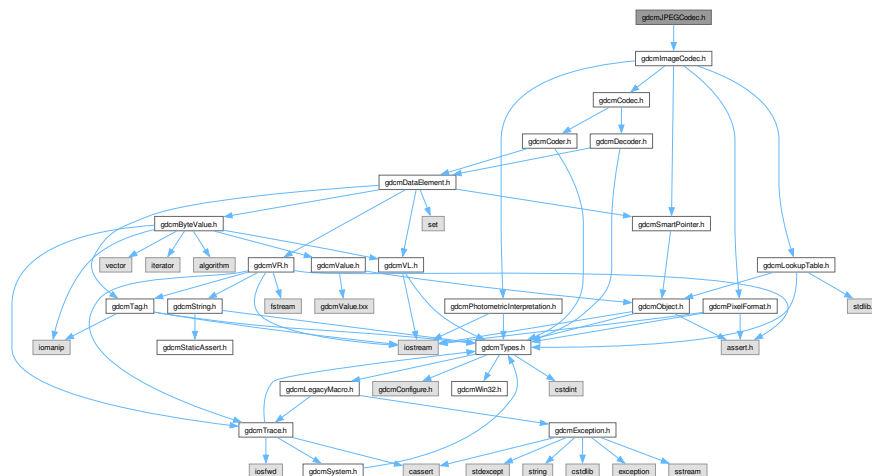 gdcmJPEGCodec.h
gdcmImageCodec.h
gdcmCodec.h
gdcmCoder.h
gdcmDecoder.h
gdcmDataElement.h
gdcmByteValue.h
set
gdcmSmartPointer.h
vector
iterator
algorithm
gdcmVR.h
gdcmValue.h
gdcmVL.h
gdcmLookupTable.h
gdcmTag.h
gdcmString.h
fstream
gdcmValue.txx
gdcmPhotometricInterpretation.h
gdcmObject.h
gdcmPixelFormat.h
stdlib.h
iomanip
gdcmStaticAssert.h
iostream
gdcmTypes.h
assert.h
gdcmLegacyMacro.h
gdcmConfigure.h
gdcmWin32.h
cstdint
gdcmTrace.h
gdcmException.h
iosfwd
gdcmSystem.h
cassert
stdexcept
string
cstdlib
exception
sstream